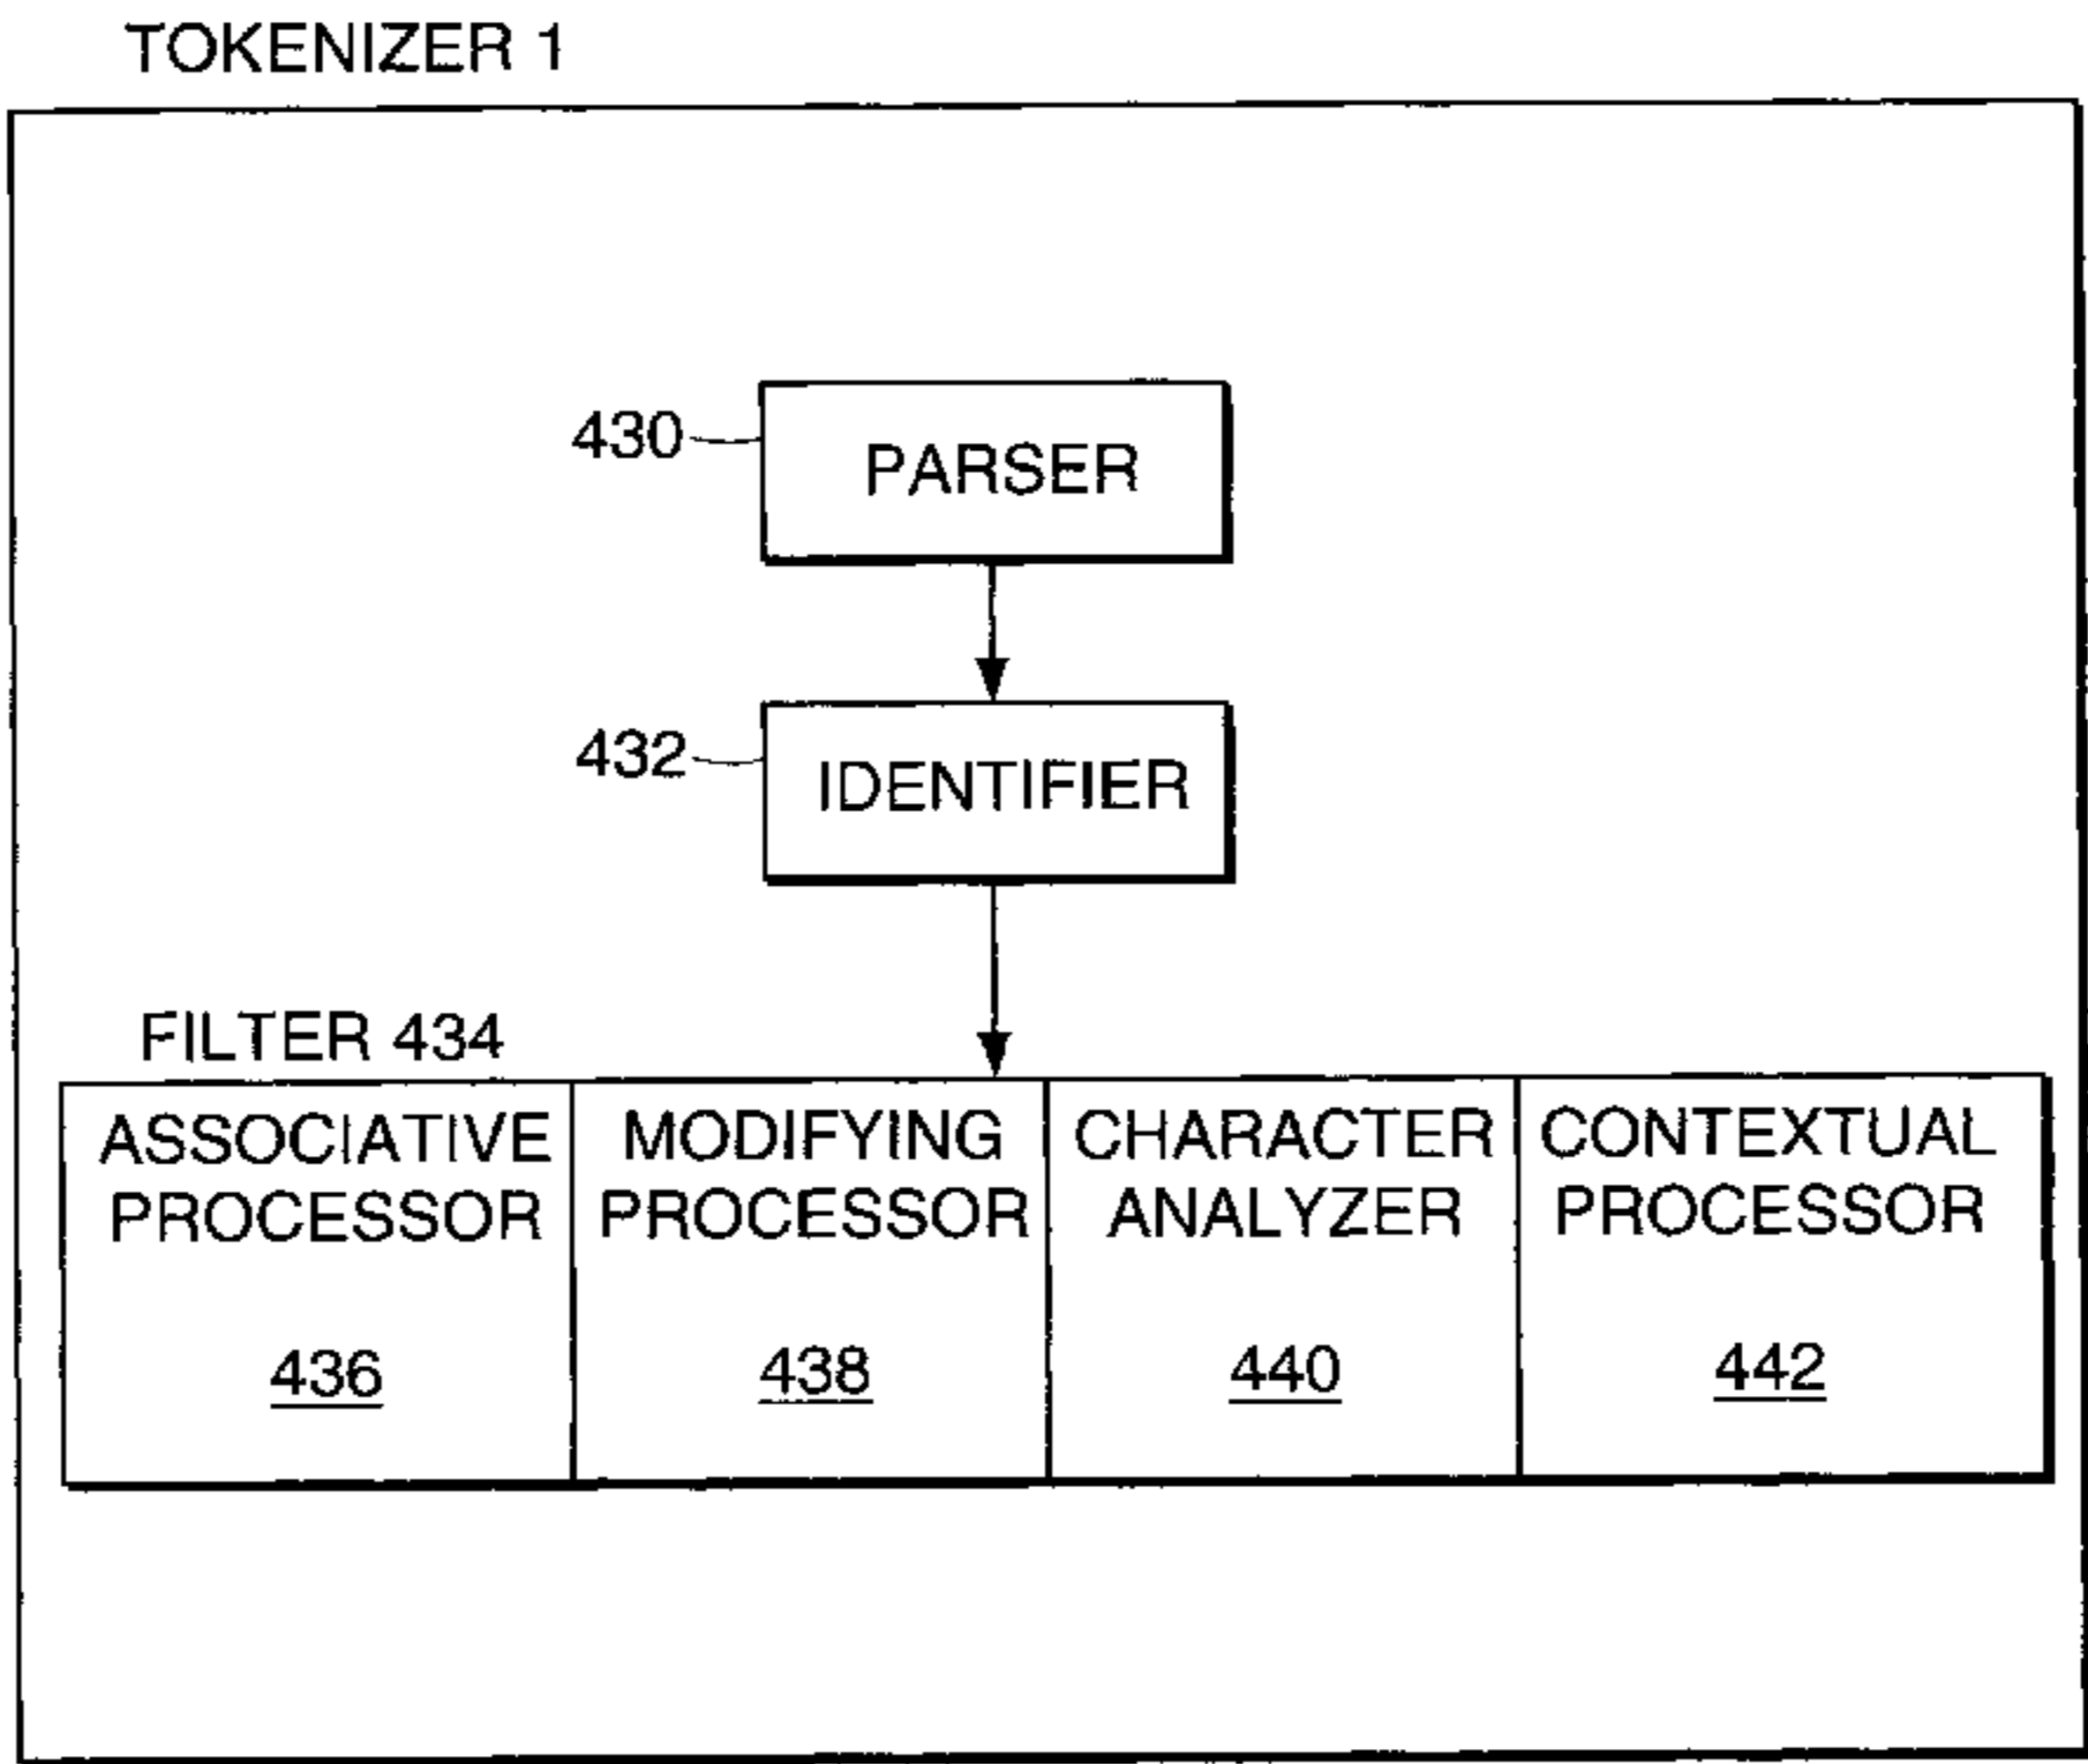 TOKENIZER 1
430
PARSER
432
IDENTIFIER
FILTER 434
ASSOCIATIVE
PROCESSOR
436
MODIFYING
PROCESSOR
438
CHARACTER
ANALYZER
440
CONTEXTUAL
PROCESSOR
442